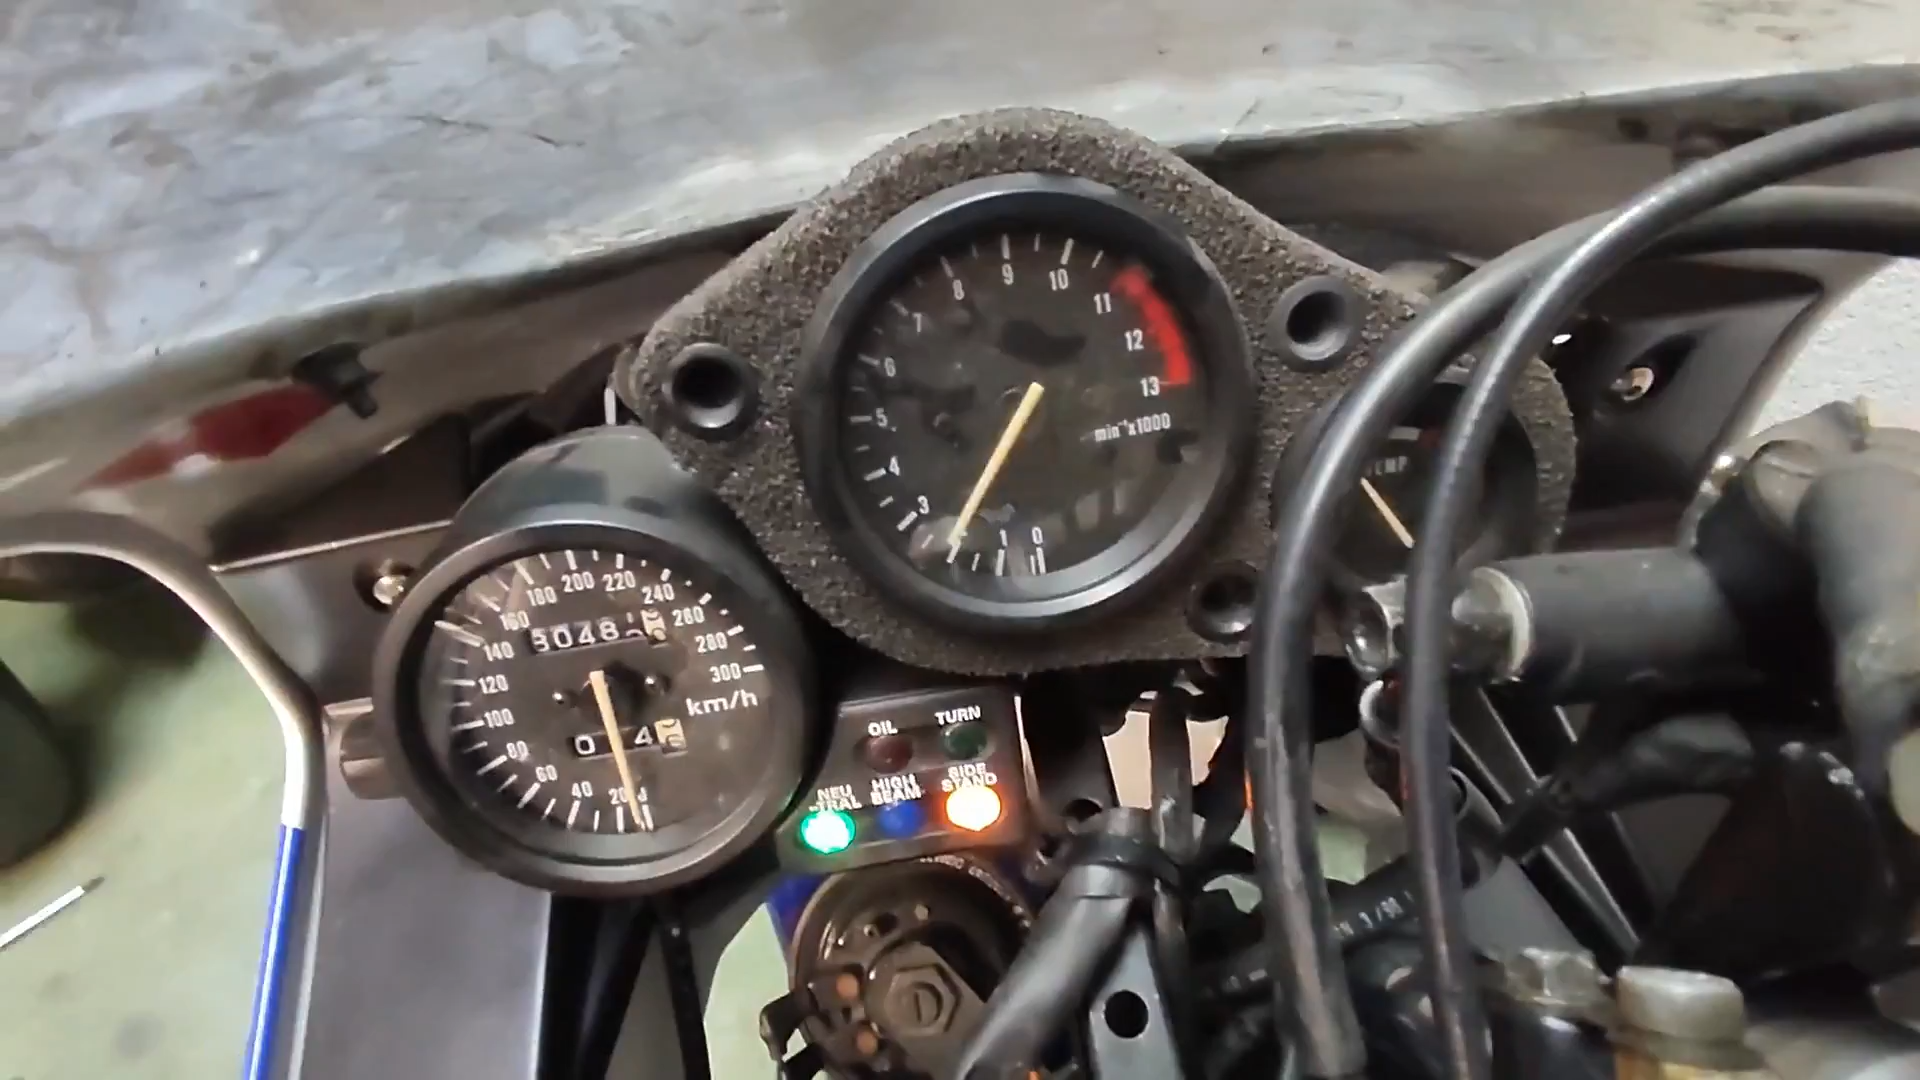 10
9
8
11
7
12
6
13
5
min⁻¹x1000
4
TEMP
3
1 0
200 220
180 240
160 260
140 280
120 300
100 km/h
80
60
40
20
OIL TURN
NEU
-TRAL
HIGH
BEAM
SIDE
STAND